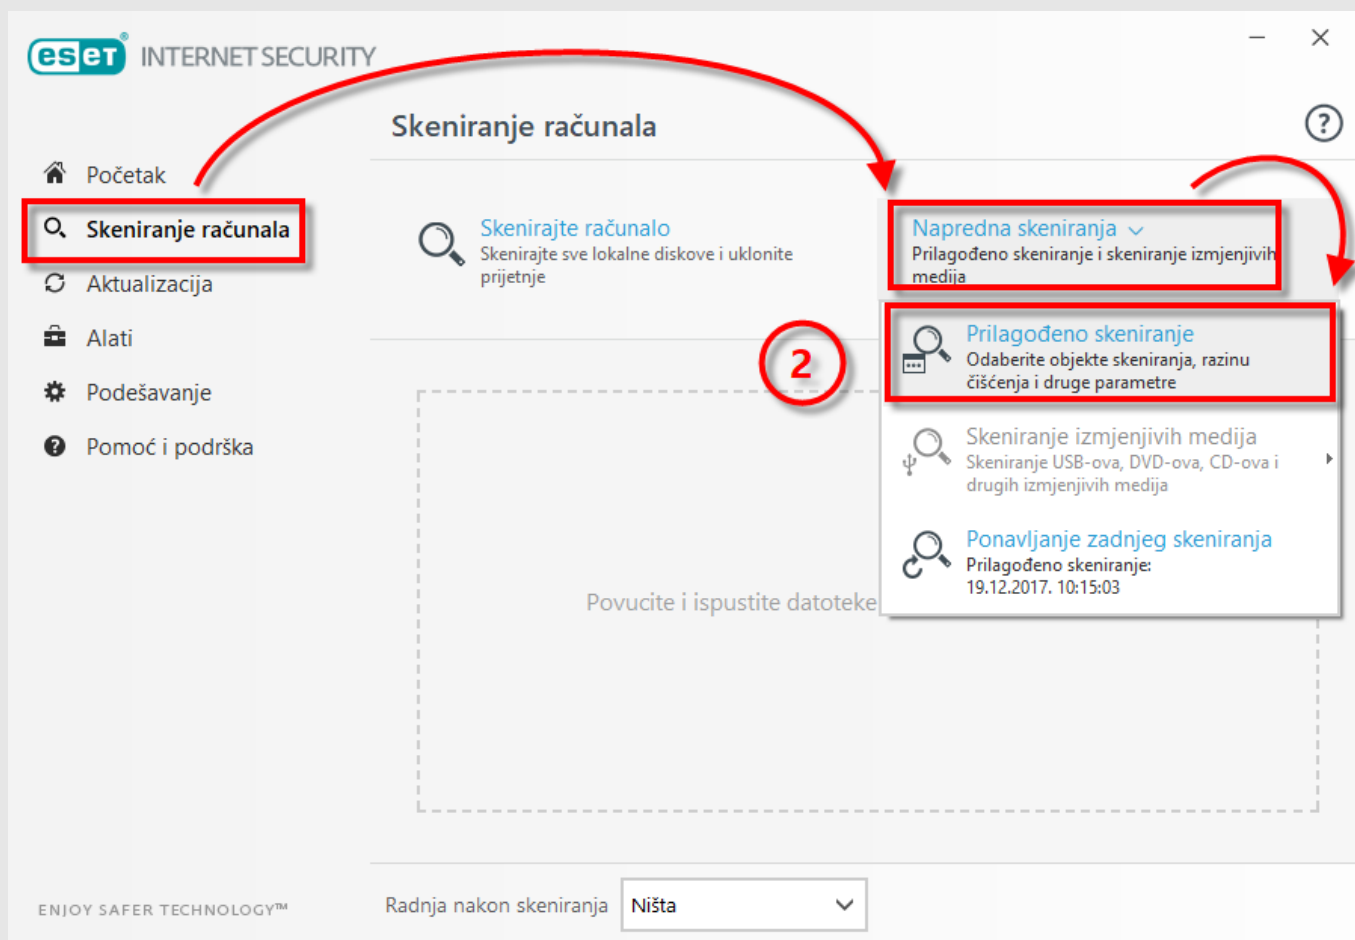 eset INTERNET SECURITY
Skeniranje računala
Početak
Skeniranje računala
Aktualizacija
Alati
Podešavanje
Pomoć i podrška
Skenirajte računalo
Skenirajte sve lokalne diskove i uklonite
prijetnje
Napredna skeniranja
Prilagođeno skeniranje i skeniranje izmjenjivih
medija
2
Prilagođeno skeniranje
Odaberite objekte skeniranja, razinu
čišćenja i druge parametre
Skeniranje izmjenjivih medija
Skeniranje USB-ova, DVD-ova, CD-ova i
drugih izmjenjivih medija
Ponavljanje zadnjeg skeniranja
Prilagođeno skeniranje:
19.12.2017. 10:15:03
Povucite i ispustite datoteke
ENJOY SAFER TECHNOLOGY™
Radnja nakon skeniranja
Ništa